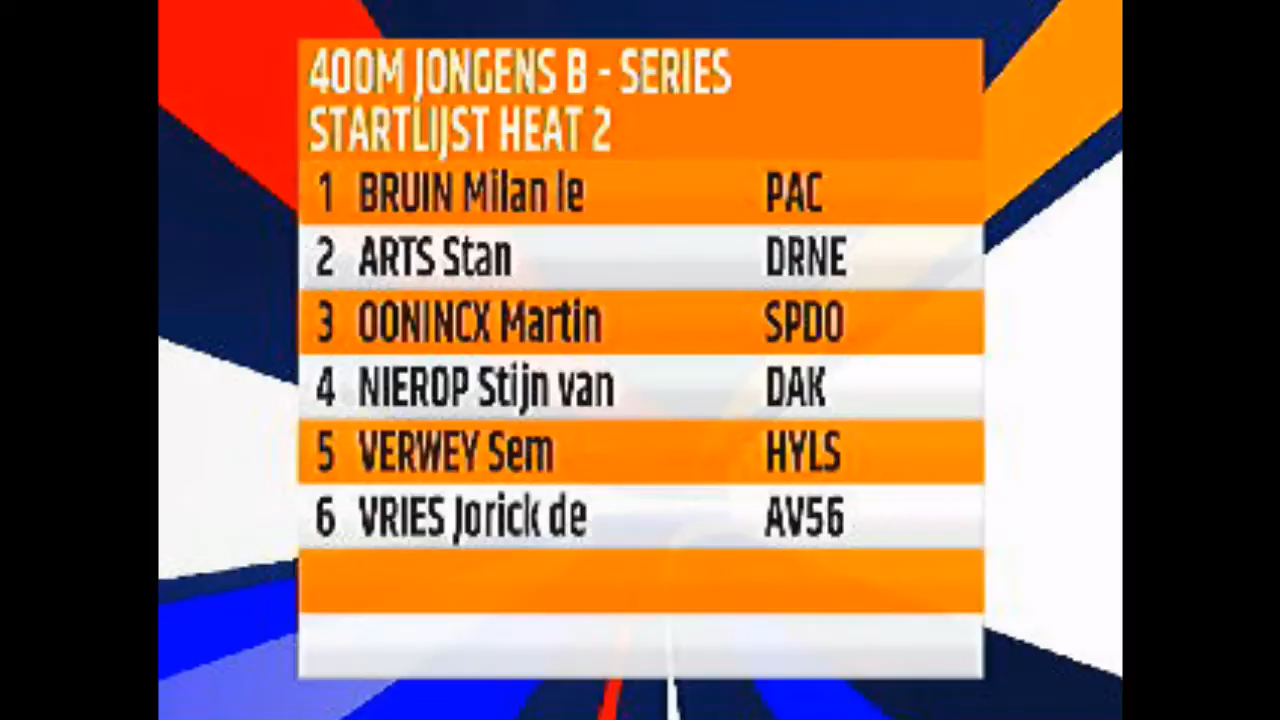 400M JONGENS B - SERIES
STARTLIJST HEAT 2
1 BRUIN Milan le PAC
2 ARTS Stan DRNE
3 OONINCX Martin SPDO
4 NIEROP Stijn van DAK
5 VERWEY Sem HYLS
6 VRIES Jorick de AV56